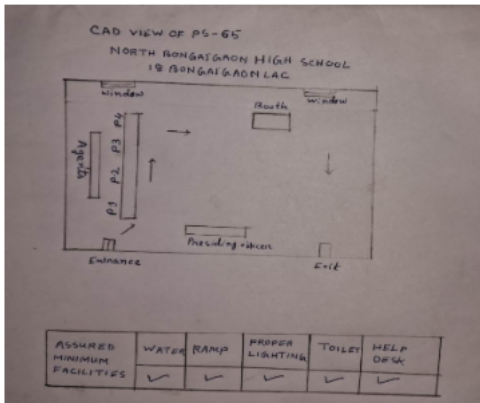 CAD VIEW OF PS-65
NORTH BONGAIGAON HIGH SCHOOL
18 BONGAIGAON LAC
window
window
Booth
Agents
P4
P3
P2
P1
Entrance
Presiding officer
Exit
ASSURED MINIMUM FACILITIES
WATER
RAMP
PROPER LIGHTING
TOILET
HELP DESK
✓ ✓ ✓ ✓ ✓